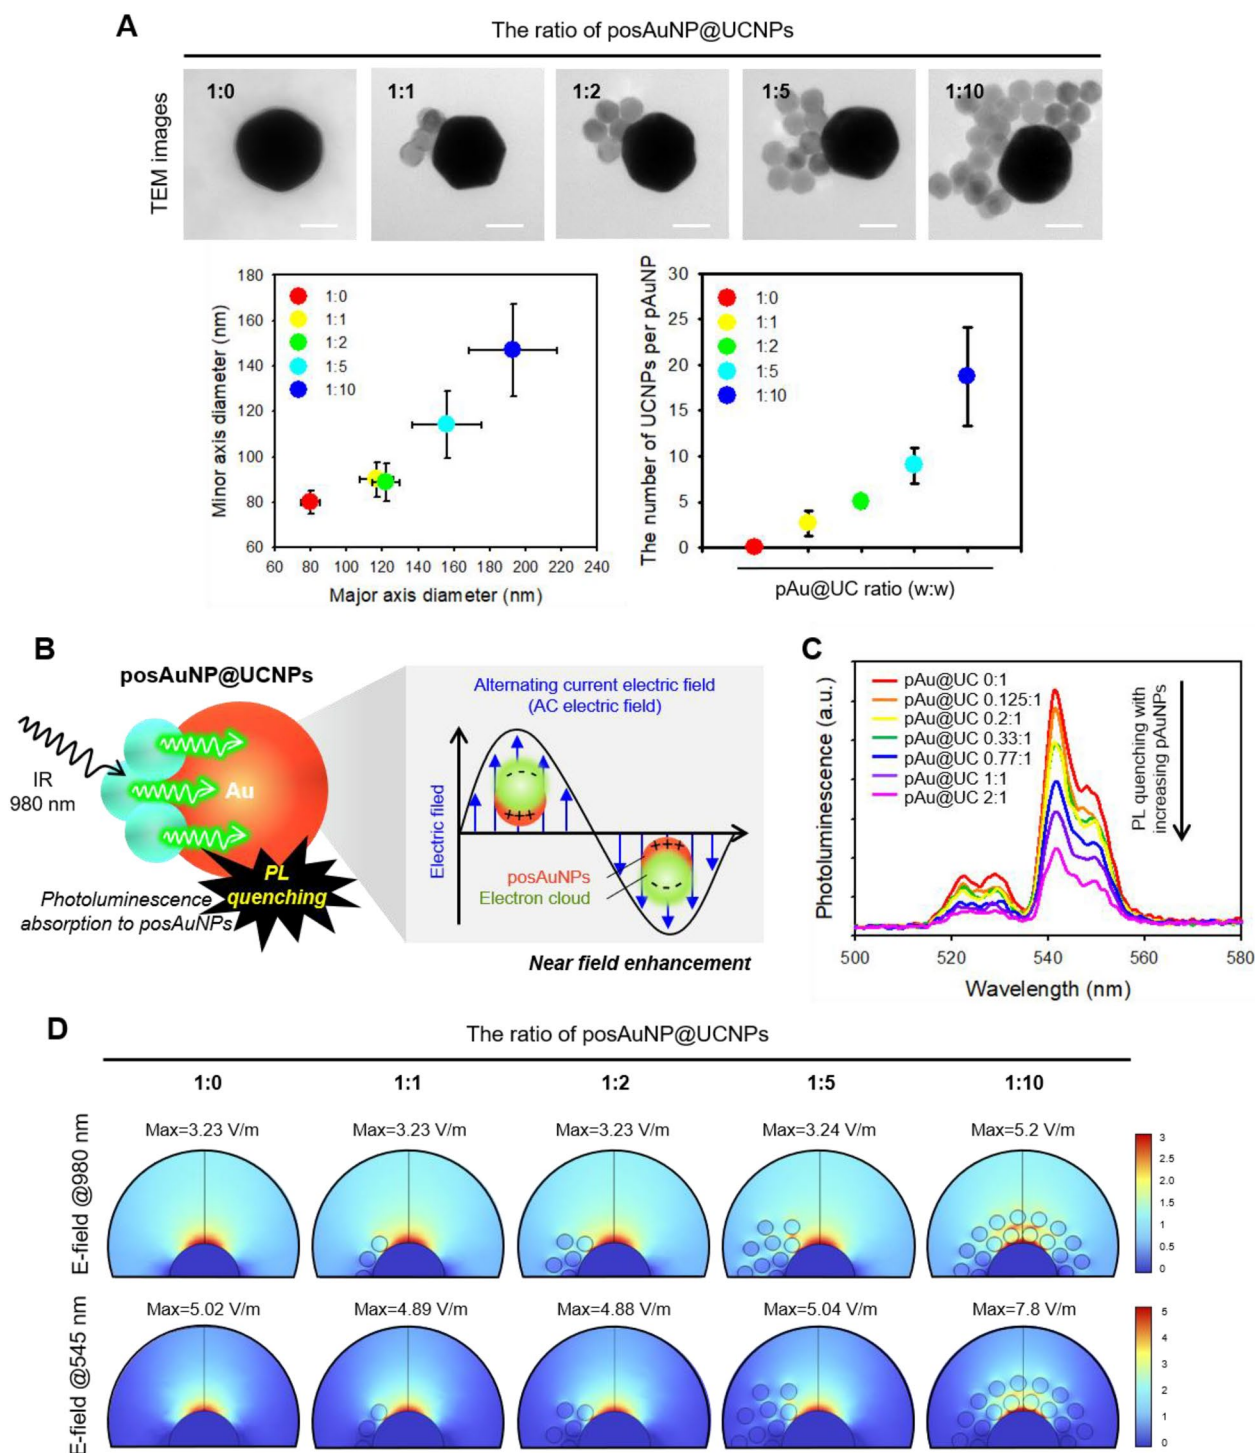 A
The ratio of posAuNP@UCNPs
TEM images
1:0
1:1
1:2
1:5
1:10
Minor axis diameter (nm)
180
160
140
120
100
80
60
1:0
1:1
1:2
1:5
1:10
60 80 100 120 140 160 180 200 220 240
Major axis diameter (nm)
The number of UCNPs per pAuNP
30
25
20
15
10
5
0
1:0
1:1
1:2
1:5
1:10
pAu@UC ratio (w:w)
B
posAuNP@UCNPs
IR
980 nm
Au
PL
quenching
Photoluminescence
absorption to posAuNPs
Alternating current electric field
(AC electric field)
Electric filed
- - -
+++
+++
- - -
posAuNPs
Electron cloud
Near field enhancement
C
Photoluminescence (a.u.)
pAu@UC 0:1
pAu@UC 0.125:1
pAu@UC 0.2:1
pAu@UC 0.33:1
pAu@UC 0.77:1
pAu@UC 1:1
pAu@UC 2:1
PL quenching with
increasing pAuNPs
500 520 540 560 580
Wavelength (nm)
D
The ratio of posAuNP@UCNPs
1:0 1:1 1:2 1:5 1:10
E-field @980 nm
Max=3.23 V/m Max=3.23 V/m Max=3.23 V/m Max=3.24 V/m Max=5.2 V/m
3
2.5
2.0
1.5
1
0.5
0
E-field @545 nm
Max=5.02 V/m Max=4.89 V/m Max=4.88 V/m Max=5.04 V/m Max=7.8 V/m
5
4
3
2
1
0